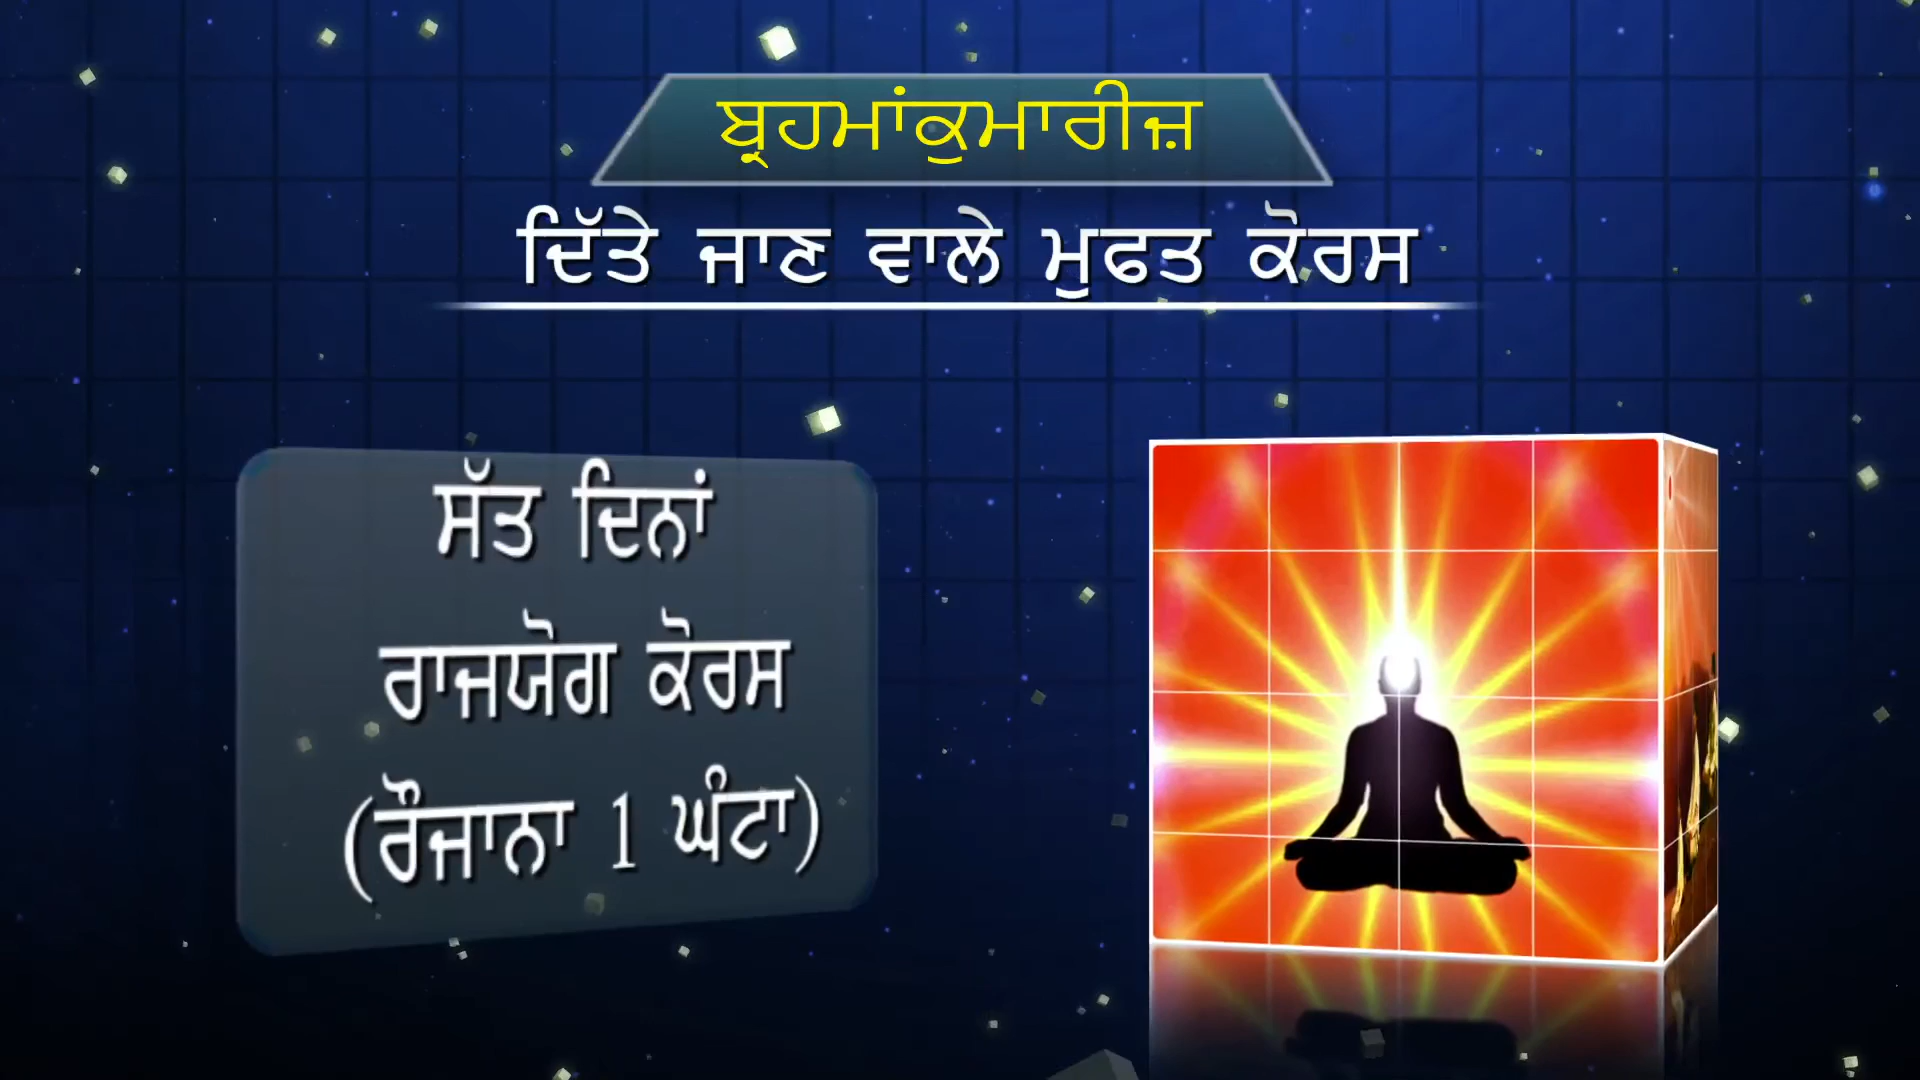 ਬ੍ਰਹਮਾਂਕੁਮਾਰੀਜ਼
ਦਿੱਤੇ ਜਾਣ ਵਾਲੇ ਮੁਫਤ ਕੋਰਸ
ਸੱਤ ਦਿਨਾਂ
ਰਾਜਯੋਗ ਕੋਰਸ
(ਰੌਜਾਨਾ 1 ਘੰਟਾ)